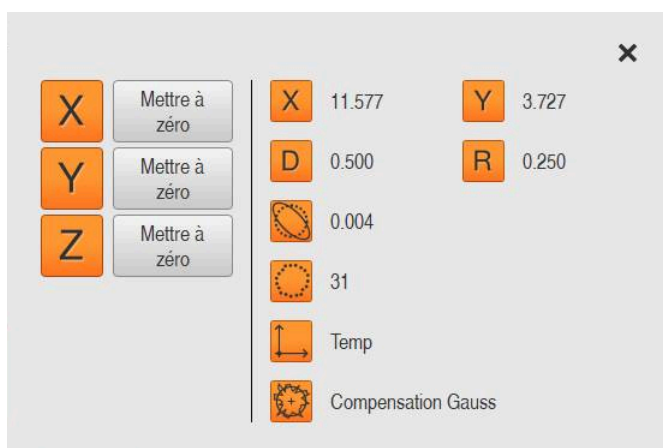 X Mettre à
zéro
Y Mettre à
zéro
Z Mettre à
zéro
X 11.577 Y 3.727
D 0.500 R 0.250
0.004
31
Temp
Compensation Gauss